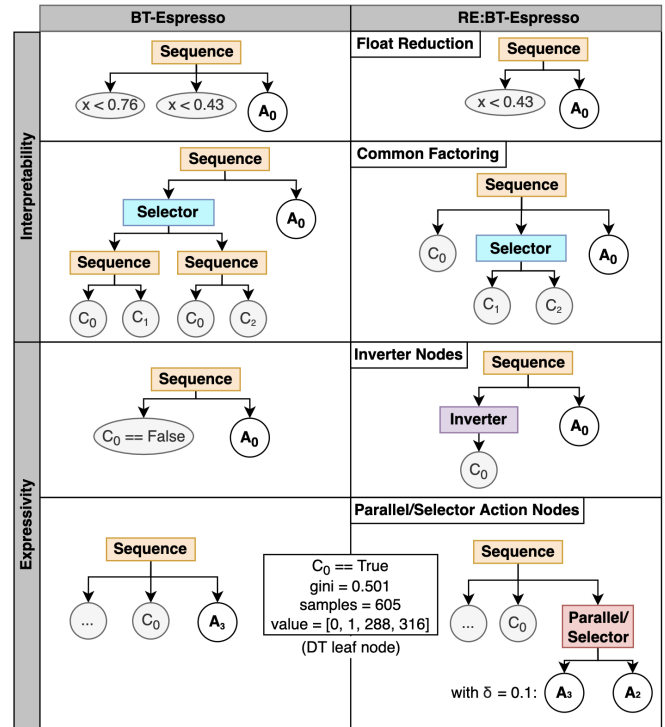 BT-Espresso
RE:BT-Espresso
Interpretability
Sequence
x < 0.76
x < 0.43
A0
Float Reduction
Sequence
x < 0.43
A0
Sequence
Selector
A0
Sequence
Sequence
C0
C1
C0
C2
Common Factoring
Sequence
C0
Selector
A0
C1
C2
Expressivity
Sequence
C0 == False
A0
Inverter Nodes
Sequence
Inverter
A0
C0
Sequence
...
C0
A3
C0 == True
gini = 0.501
samples = 605
value = [0, 1, 288, 316]
(DT leaf node)
Parallel/Selector Action Nodes
Sequence
...
C0
Parallel/
Selector
with δ = 0.1:
A3
A2